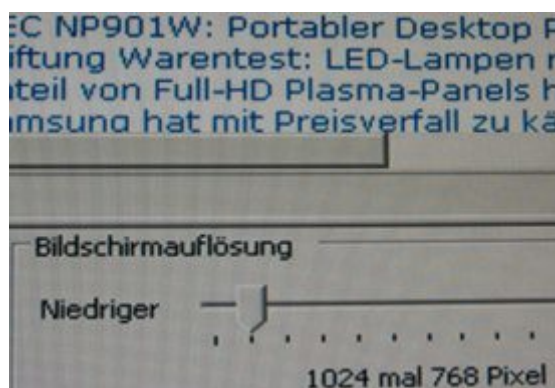 EC NP901W: Portabler Desktop P
iftung Warentest: LED-Lampen
nteil von Full-HD Plasma-Panels h
amsung hat mit Preisverfall zu kä
Bildschirmauflösung
Niedriger
1024 mal 768 Pixel